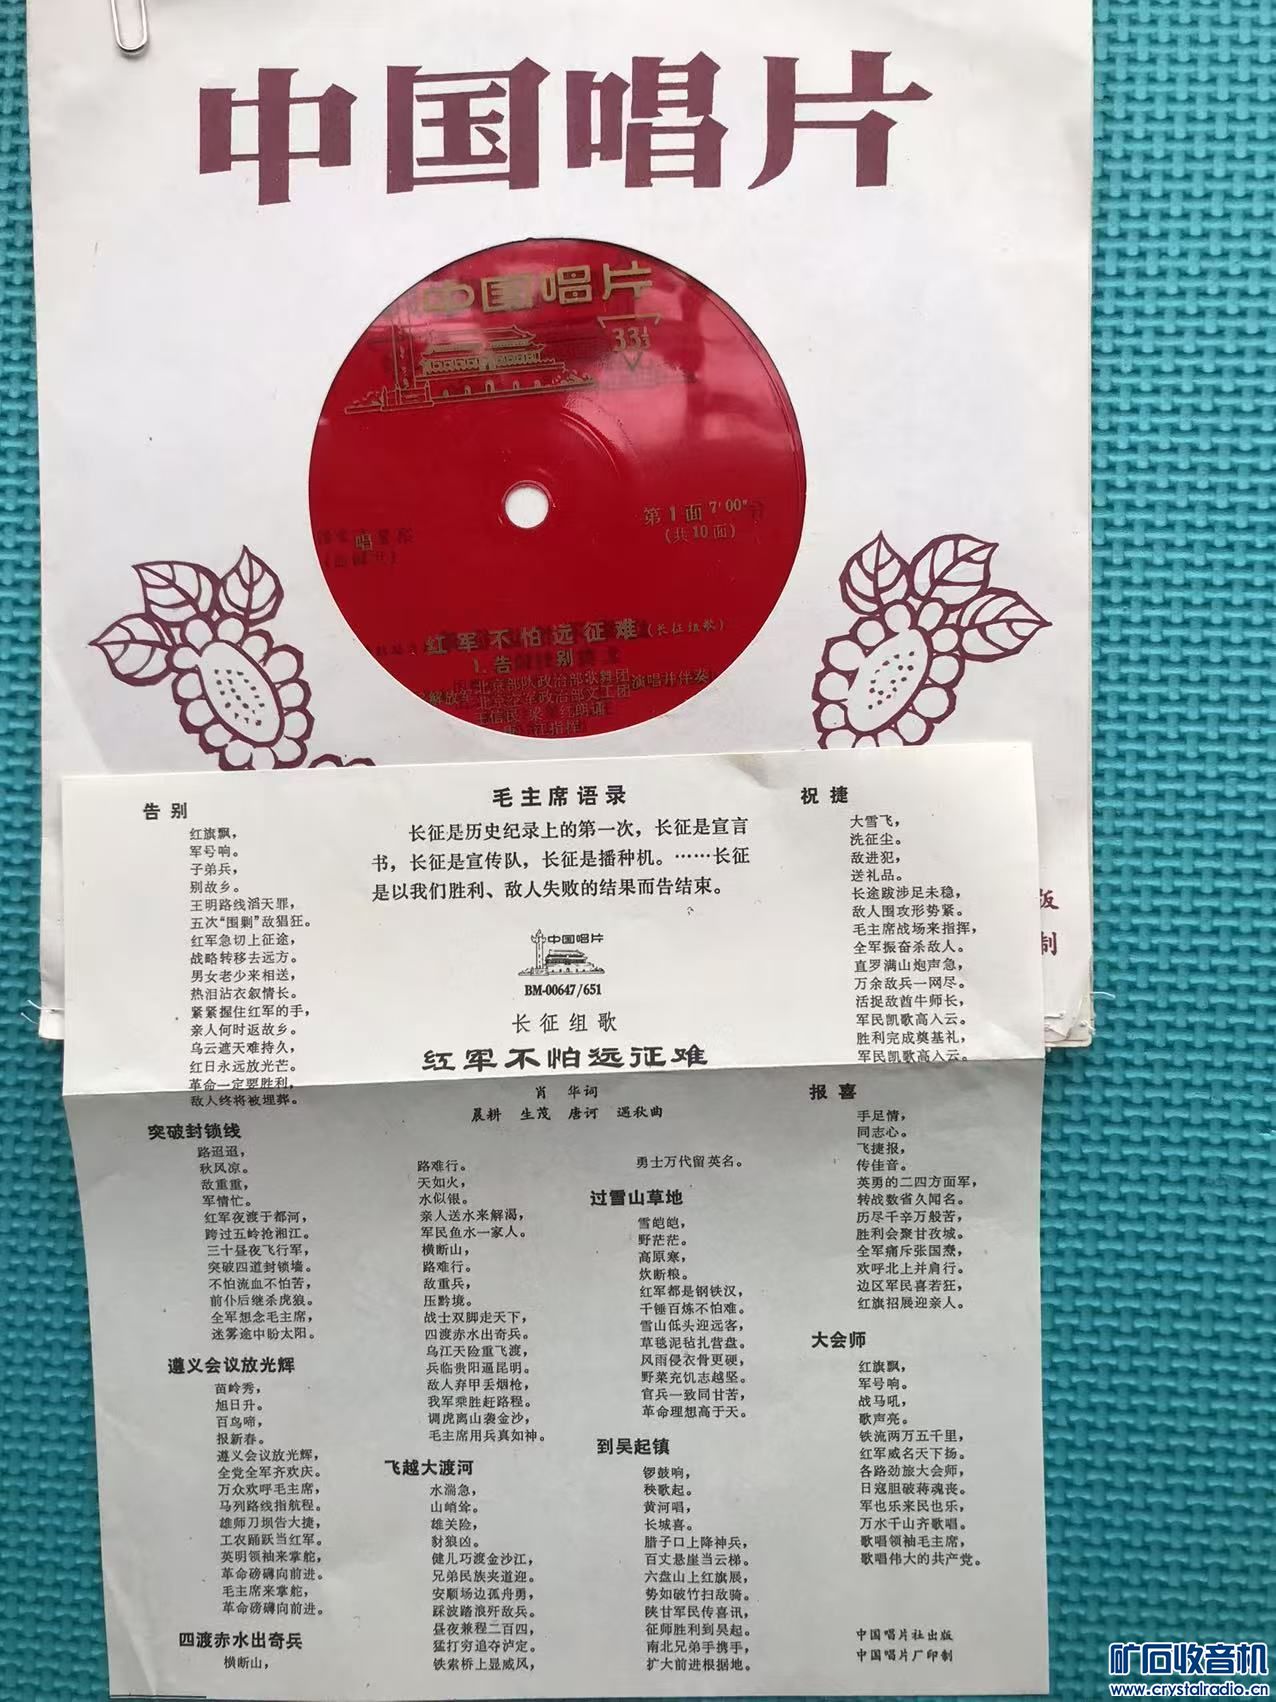 中国唱片
中国唱片
33⅓
第1面 7′00″
(共10面)
唱
红军不怕远征难(长征组歌)
1.告别
北京部队政治部歌舞团
解放军北京空军政治部文工团演唱并伴奏
王信民
朗诵
江指挥
版
制
告别
红旗飘，
军号响。
子弟兵，
别故乡。
王明路线滔天罪，
五次“围剿”敌猖狂。
红军急切上征途，
战略转移去远方。
男女老少来相送，
热泪沾衣叙情长。
紧紧握住红军的手，
亲人何时返故乡。
乌云遮天难持久，
红日永远放光芒。
革命一定要胜利，
敌人终将被埋葬。
突破封锁线
路迢迢，
秋风凉。
敌重重，
军情忙。
红军夜渡于都河，
跨过五岭抢湘江。
三十昼夜飞行军，
突破四道封锁墙。
不怕流血不怕苦，
前仆后继杀虎狼。
全军想念毛主席，
迷雾途中盼太阳。
遵义会议放光辉
苗岭秀，
旭日升。
百鸟啼，
报新春。
遵义会议放光辉，
全党全军齐欢庆。
万众欢呼毛主席，
马列路线指航程。
雄师刀坝告大捷，
工农踊跃当红军。
英明领袖来掌舵，
革命磅礴向前进。
毛主席来掌舵，
革命磅礴向前进。
四渡赤水出奇兵
横断山，
毛主席语录
长征是历史纪录上的第一次，长征是宣言
书，长征是宣传队，长征是播种机。……长征
是以我们胜利、敌人失败的结果而告结束。
中国唱片
BM-00647/651
长征组歌
红军不怕远征难
肖华词
晨耕 生茂 唐诃 遇秋曲
路难行。
天如火，
水似银。
亲人送水来解渴，
军民鱼水一家人。
横断山，
路难行。
敌重兵，
压黔境。
战士双脚走天下，
四渡赤水出奇兵。
乌江天险重飞渡，
兵临贵阳逼昆明。
敌人弃甲丢烟枪，
我军乘胜赶路程。
调虎离山袭金沙，
毛主席用兵真如神。
飞越大渡河
水湍急，
山峭耸。
雄关险，
豺狼凶。
健儿巧渡金沙江，
兄弟民族夹道迎。
安顺场边孤舟勇，
踩波踏浪歼敌兵。
昼夜兼程二百四，
猛打穷追夺泸定。
铁索桥上显威风，
勇士万代留英名。
过雪山草地
雪皑皑，
野茫茫。
高原寒，
炊断粮。
红军都是钢铁汉，
千锤百炼不怕难。
雪山低头迎远客，
草毯泥毡扎营盘。
风雨侵衣骨更硬，
野菜充饥志越坚。
官兵一致同甘苦，
革命理想高于天。
到吴起镇
锣鼓响，
秧歌起。
黄河唱，
长城喜。
腊子口上降神兵，
百丈悬崖当云梯。
六盘山上红旗展，
势如破竹扫敌骑。
陕甘军民传喜讯，
征师胜利到吴起。
南北兄弟手携手，
扩大前进根据地。
祝捷
大雪飞，
洗征尘。
敌进犯，
送礼品。
长途跋涉足未稳，
敌人围攻形势紧。
毛主席战场来指挥，
全军振奋杀敌人。
直罗满山炮声急，
万余敌兵一网尽。
活捉敌酋牛师长，
军民凯歌高入云。
胜利完成奠基礼，
军民凯歌高入云。
报喜
手足情，
同志心。
飞捷报，
传佳音。
英勇的二四方面军，
转战数省久闻名。
历尽千辛万般苦，
胜利会聚甘孜城。
全军痛斥张国焘，
欢呼北上并肩行。
边区军民喜若狂，
红旗招展迎亲人。
大会师
红旗飘，
军号响。
战马吼，
歌声亮。
铁流两万五千里，
红军威名天下扬。
各路劲旅大会师，
日寇胆破蒋魂丧。
军也乐来民也乐，
万水千山齐歌唱。
歌唱领袖毛主席，
歌唱伟大的共产党。
中国唱片社出版
中国唱片厂印制
矿石收音机
www.crystalradio.cn